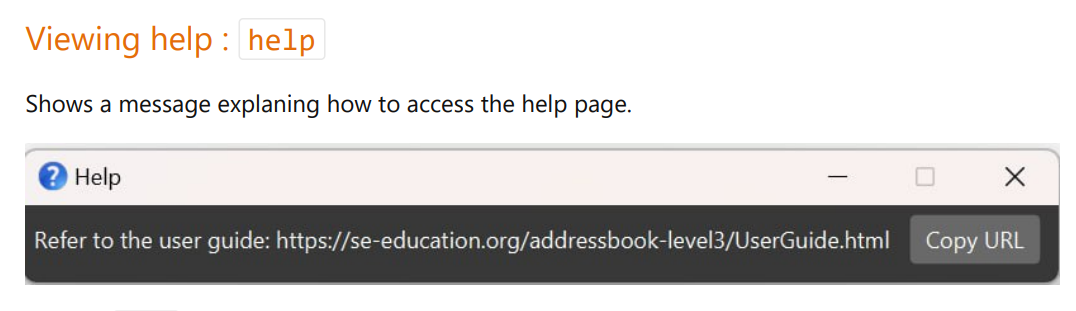 Viewing help : help
Shows a message explaning how to access the help page.
Help
Refer to the user guide: https://se-education.org/addressbook-level3/UserGuide.html Copy URL